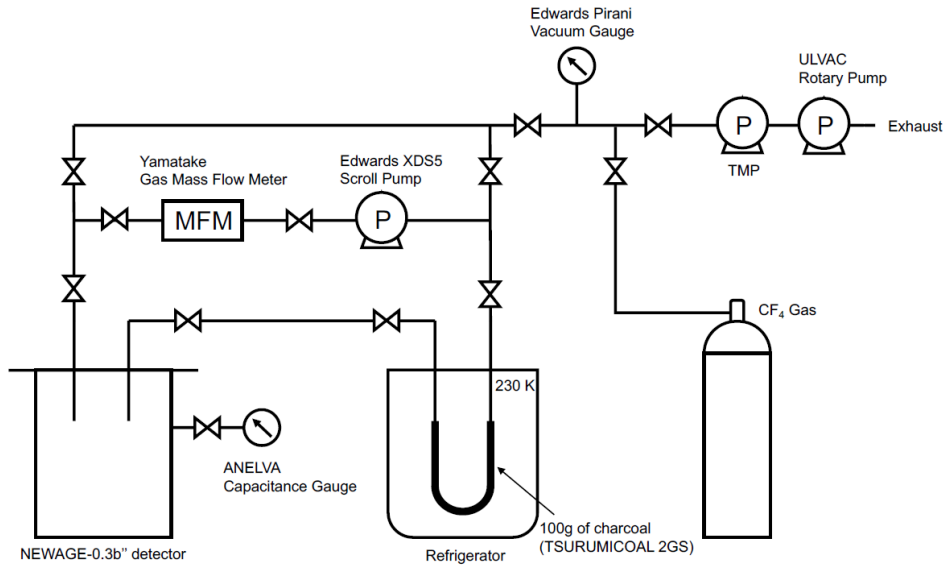 Edwards Pirani
Vacuum Gauge
ULVAC
Rotary Pump
P
P
Exhaust
TMP
Yamatake
Gas Mass Flow Meter
Edwards XDS5
Scroll Pump
MFM
P
CF₄ Gas
230 K
ANELVA
Capacitance Gauge
100g of charcoal
(TSURUMICOAL 2GS)
NEWAGE-0.3b” detector
Refrigerator